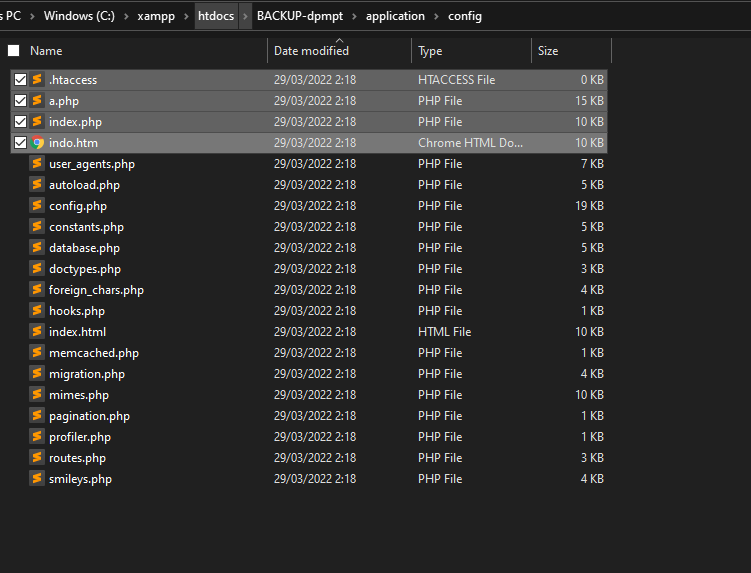 s PC > Windows (C:) > xampp > htdocs > BACKUP-dpmpt > application > config
Name Date modified Type Size
.htaccess 29/03/2022 2:18 HTACCESS File 0 KB
a.php 29/03/2022 2:18 PHP File 15 KB
index.php 29/03/2022 2:18 PHP File 10 KB
indo.htm 29/03/2022 2:18 Chrome HTML Do... 10 KB
user_agents.php 29/03/2022 2:18 PHP File 7 KB
autoload.php 29/03/2022 2:18 PHP File 5 KB
config.php 29/03/2022 2:18 PHP File 19 KB
constants.php 29/03/2022 2:18 PHP File 5 KB
database.php 29/03/2022 2:18 PHP File 5 KB
doctypes.php 29/03/2022 2:18 PHP File 3 KB
foreign_chars.php 29/03/2022 2:18 PHP File 4 KB
hooks.php 29/03/2022 2:18 PHP File 1 KB
index.html 29/03/2022 2:18 HTML File 10 KB
memcached.php 29/03/2022 2:18 PHP File 1 KB
migration.php 29/03/2022 2:18 PHP File 4 KB
mimes.php 29/03/2022 2:18 PHP File 10 KB
pagination.php 29/03/2022 2:18 PHP File 1 KB
profiler.php 29/03/2022 2:18 PHP File 1 KB
routes.php 29/03/2022 2:18 PHP File 3 KB
smileys.php 29/03/2022 2:18 PHP File 4 KB